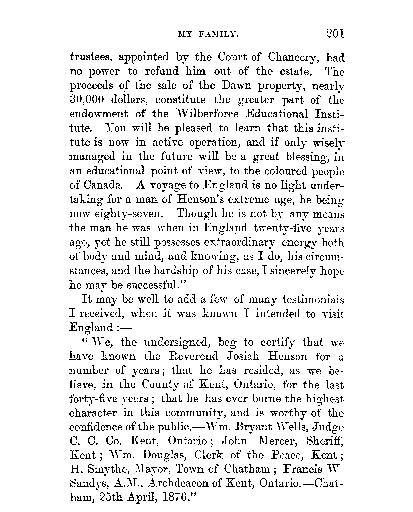 MY FAMILY. 201
trustees, appointed by the Court of Chancery, had
no power to refund him out of the estate. The
proceeds of the sale of the Dawn property, nearly
30,000 dollars, constitute the greater part of the
endowment of the Wilberforce Educational Insti-
tute. You will be pleased to learn that this insti-
tute is now in active operation, and if only wisely
managed in the future will be a great blessing, in
an educational point of view, to the coloured people
of Canada. A voyage to England is no light under-
taking for a man of Henson's extreme age, he being
now eighty-seven. Though he is not by any means
the man he was when in England twenty-five years
ago, yet he still possesses extraordinary energy both
of body and mind, and knowing, as I do, his circum-
stances, and the hardship of his case, I sincerely hope
he may be successful."
It may be well to add a few of many testimonials
I received, when it was known I intended to visit
England :—
"We, the undersigned, beg to certify that we
have known the Reverend Josiah Henson for a
number of years; that he has resided, as we be-
lieve, in the County of Kent, Ontario, for the last
forty-five years; that he has ever borne the highest
character in this community, and is worthy of the
confidence of the public.—Wm. Bryant Wells, Judge
C. C. Co. Kent, Ontario; John Mercer, Sheriff,
Kent; Wm. Douglas, Clerk of the Peace, Kent;
H. Smythe, Mayor, Town of Chatham; Francis W
Sandys, A.M., Archdeacon of Kent, Ontario.—Chat-
ham, 25th April, 1876."